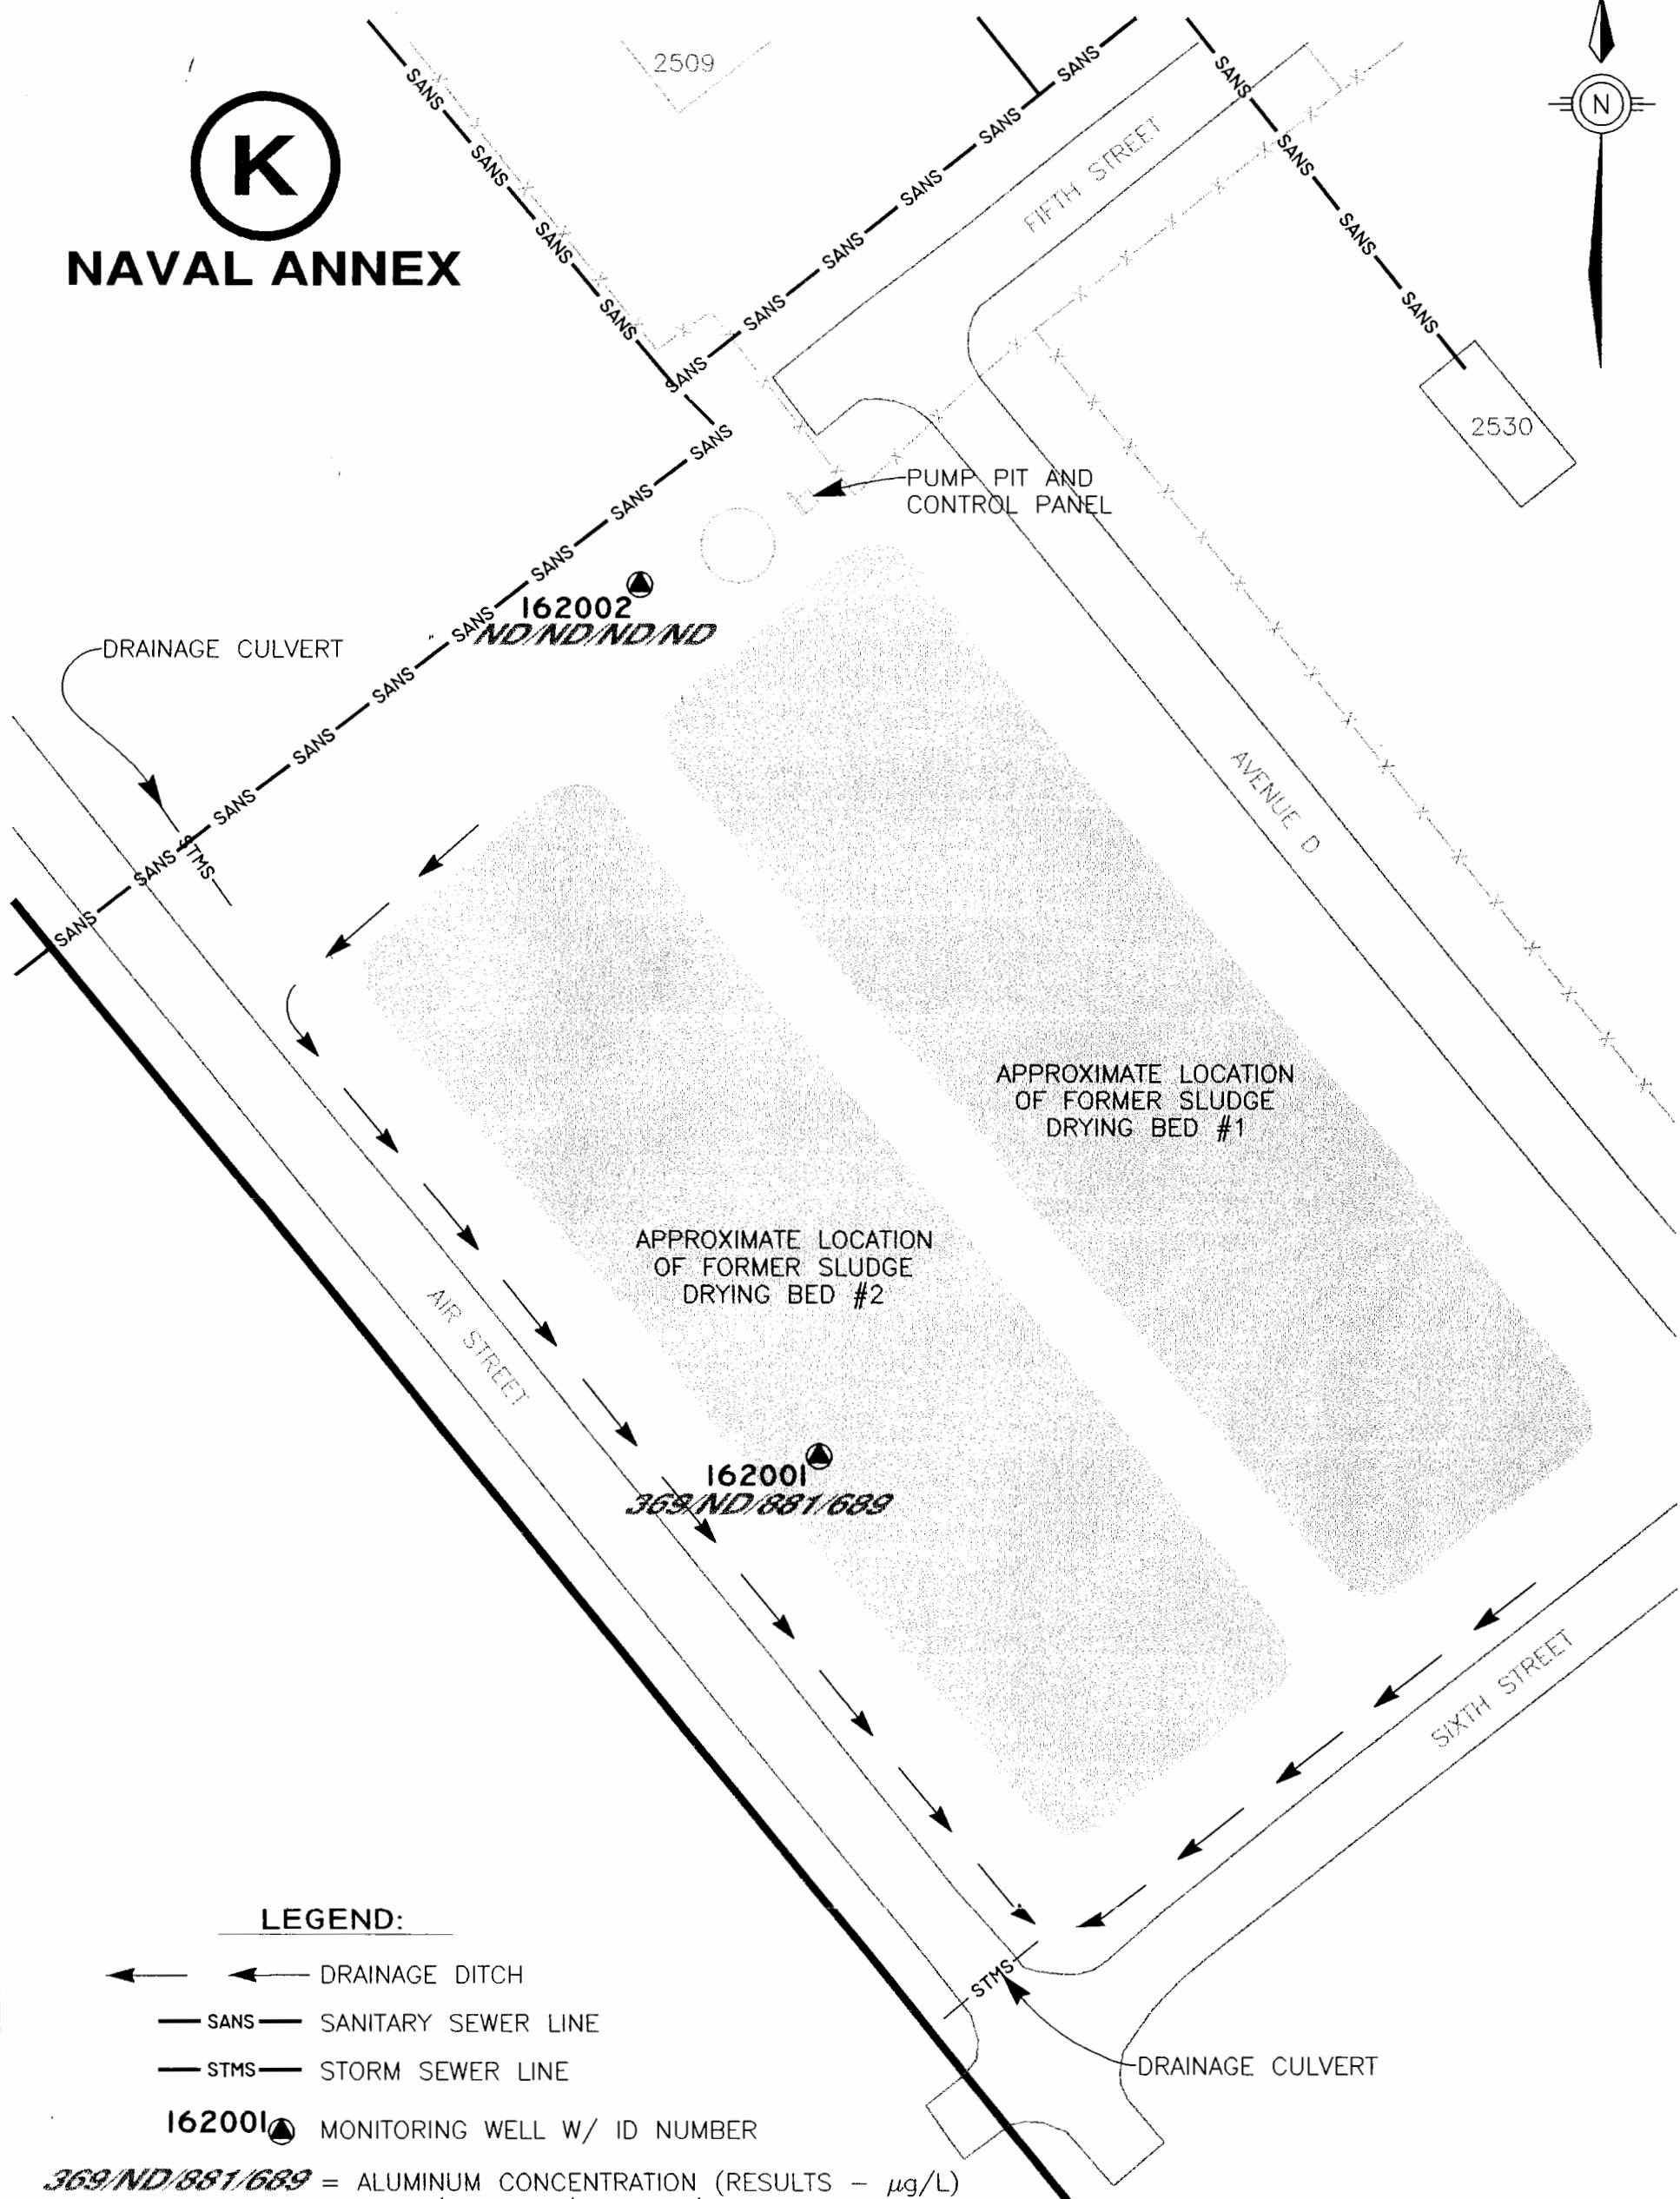 2509
K
NAVAL ANNEX
N
SANS SANS SANS SANS
SANS SANS SANS SANS SANS SANS
SANS SANS SANS SANS
FIFTH STREET
2530
PUMP PIT AND
CONTROL PANEL
SANS SANS SANS SANS SANS SANS SANS SANS SANS
162002
ND/ND/ND/ND
DRAINAGE CULVERT
STMS
AVENUE D
APPROXIMATE LOCATION
OF FORMER SLUDGE
DRYING BED #1
APPROXIMATE LOCATION
OF FORMER SLUDGE
DRYING BED #2
AIR STREET
162001
369/ND/881/689
SIXTH STREET
STMS
DRAINAGE CULVERT
LEGEND:
DRAINAGE DITCH
SANS SANITARY SEWER LINE
STMS STORM SEWER LINE
162001 MONITORING WELL W/ ID NUMBER
369/ND/881/689 = ALUMINUM CONCENTRATION (RESULTS - µg/L)